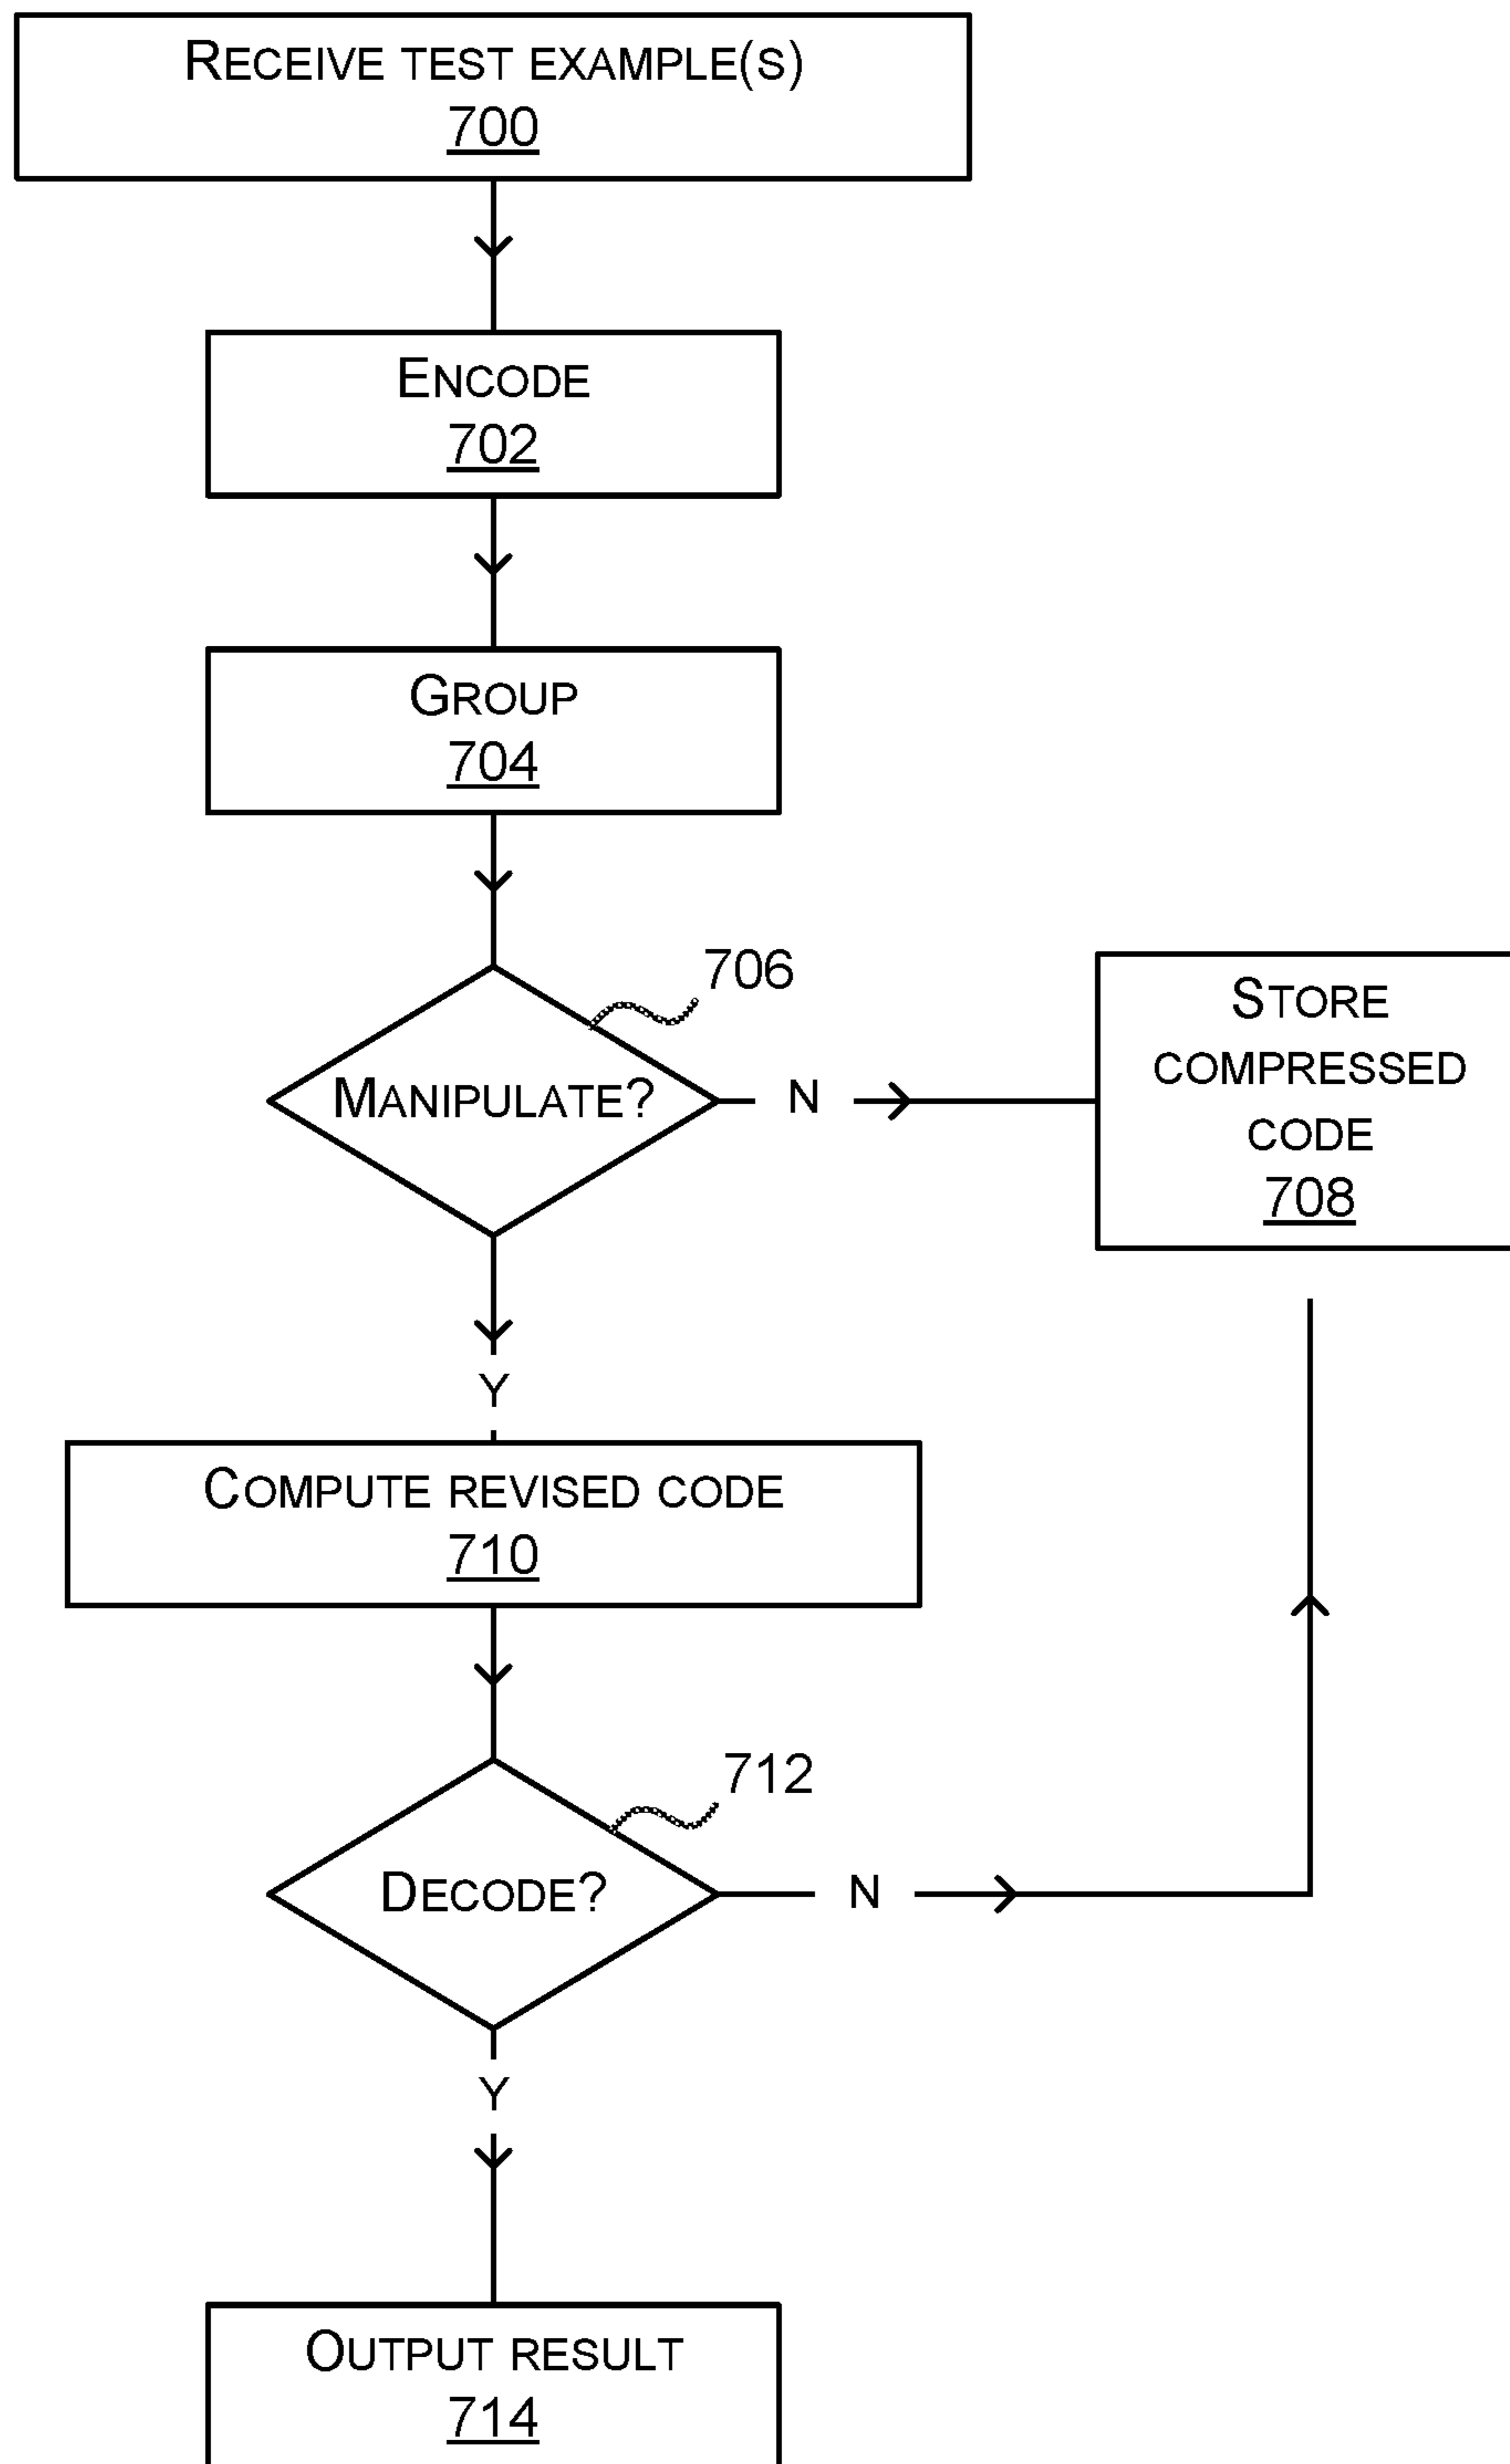 RECEIVE TEST EXAMPLE(S)
700
ENCODE
702
GROUP
704
706
MANIPULATE?
N
STORE
COMPRESSED
CODE
708
Y
COMPUTE REVISED CODE
710
712
DECODE?
N
Y
OUTPUT RESULT
714